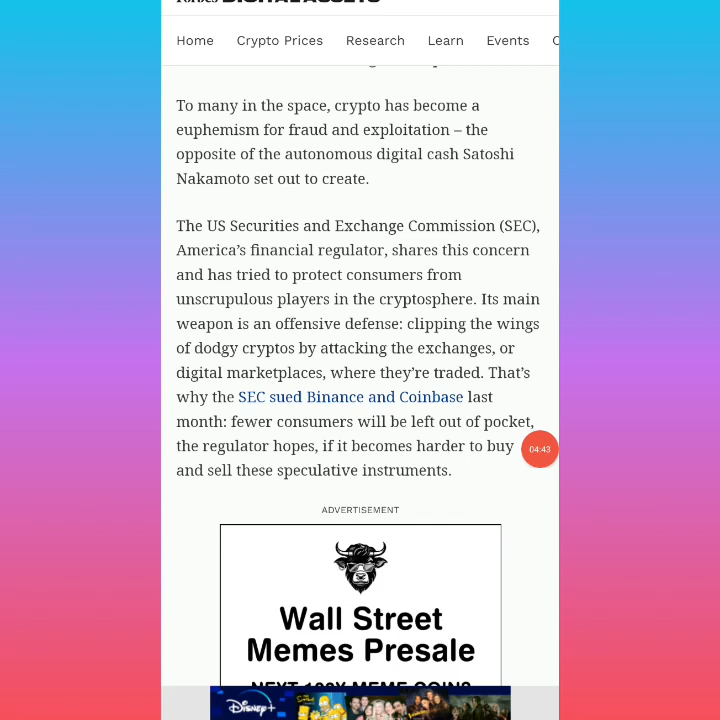 Home Crypto Prices Research Learn Events
To many in the space, crypto has become a
euphemism for fraud and exploitation – the
opposite of the autonomous digital cash Satoshi
Nakamoto set out to create.
The US Securities and Exchange Commission (SEC),
America’s financial regulator, shares this concern
and has tried to protect consumers from
unscrupulous players in the cryptosphere. Its main
weapon is an offensive defense: clipping the wings
of dodgy cryptos by attacking the exchanges, or
digital marketplaces, where they’re traded. That’s
why the SEC sued Binance and Coinbase last
month: fewer consumers will be left out of pocket,
the regulator hopes, if it becomes harder to buy
04:43
and sell these speculative instruments.
ADVERTISEMENT
Wall Street
Memes Presale
NEXT 100X MEME COIN?
Disney+